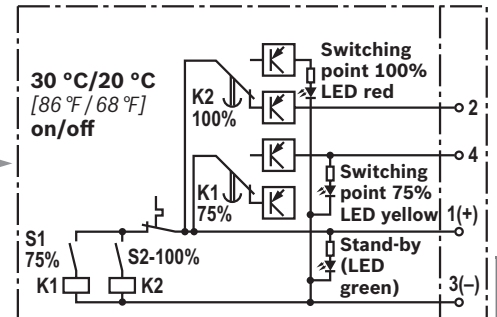 30 °C/20 °C
[86 °F / 68 °F]
on/off
K2
100%
Switching
point 100%
LED red
2
4
K1
75%
Switching
point 75%
LED yellow
1(+)
S1
75%
S2-100%
K1
K2
Stand-by
(LED
green)
3(–)